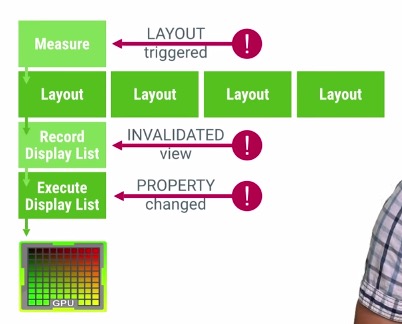 Measure
LAYOUT
triggered
!
Layout
Layout
Layout
Layout
Record
Display List
INVALIDATED
view
!
Execute
Display List
PROPERTY
changed
!
GPU